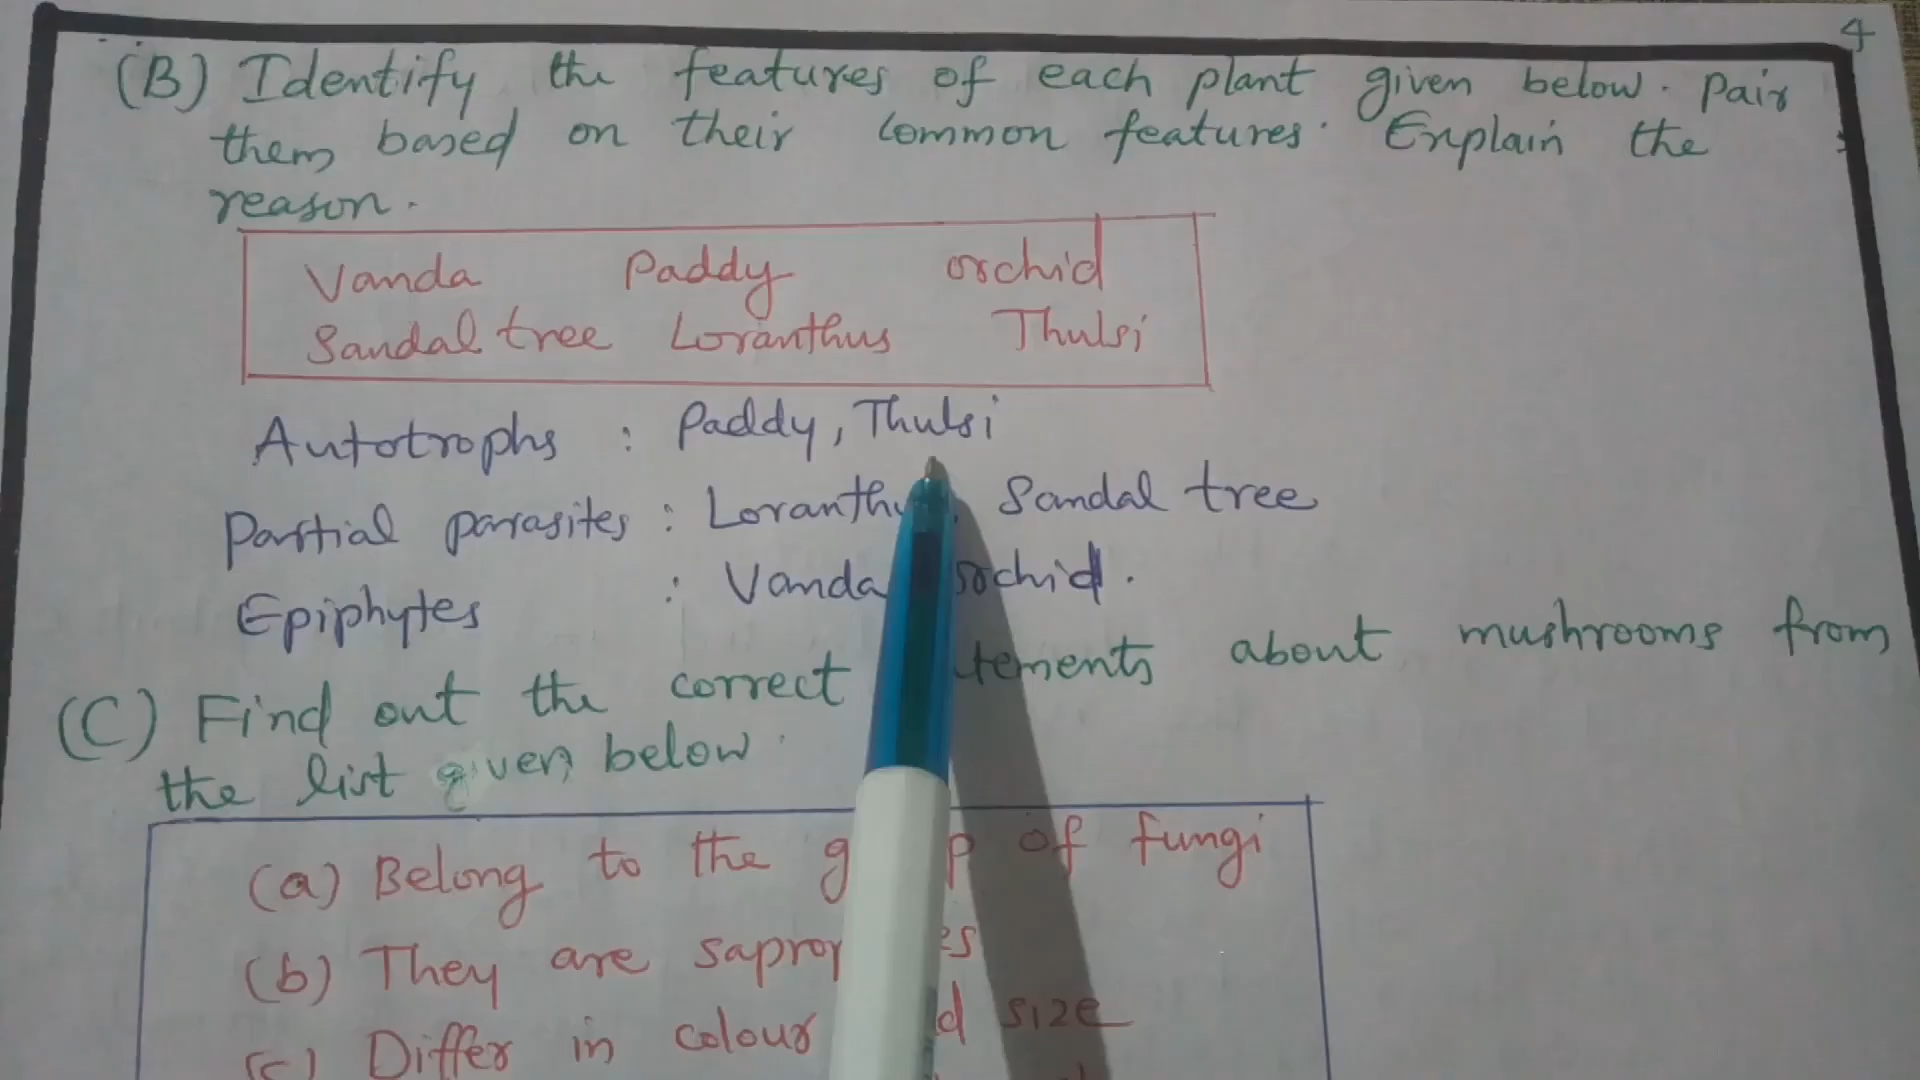 4
(B) Identify the features of each plant given below. Pair
them based on their common features. Explain the
reason.
Vanda Paddy orchid
Sandal tree Loranthus Thulsi
Autotrophs : Paddy, Thulsi
Partial parasites : Sandal tree
Epiphytes : Vanda orchid.
(C) Find out the correct about mushrooms from
the list given below.
(a) Belong to the of fungi
(b) They are
(c) Differ in colour size